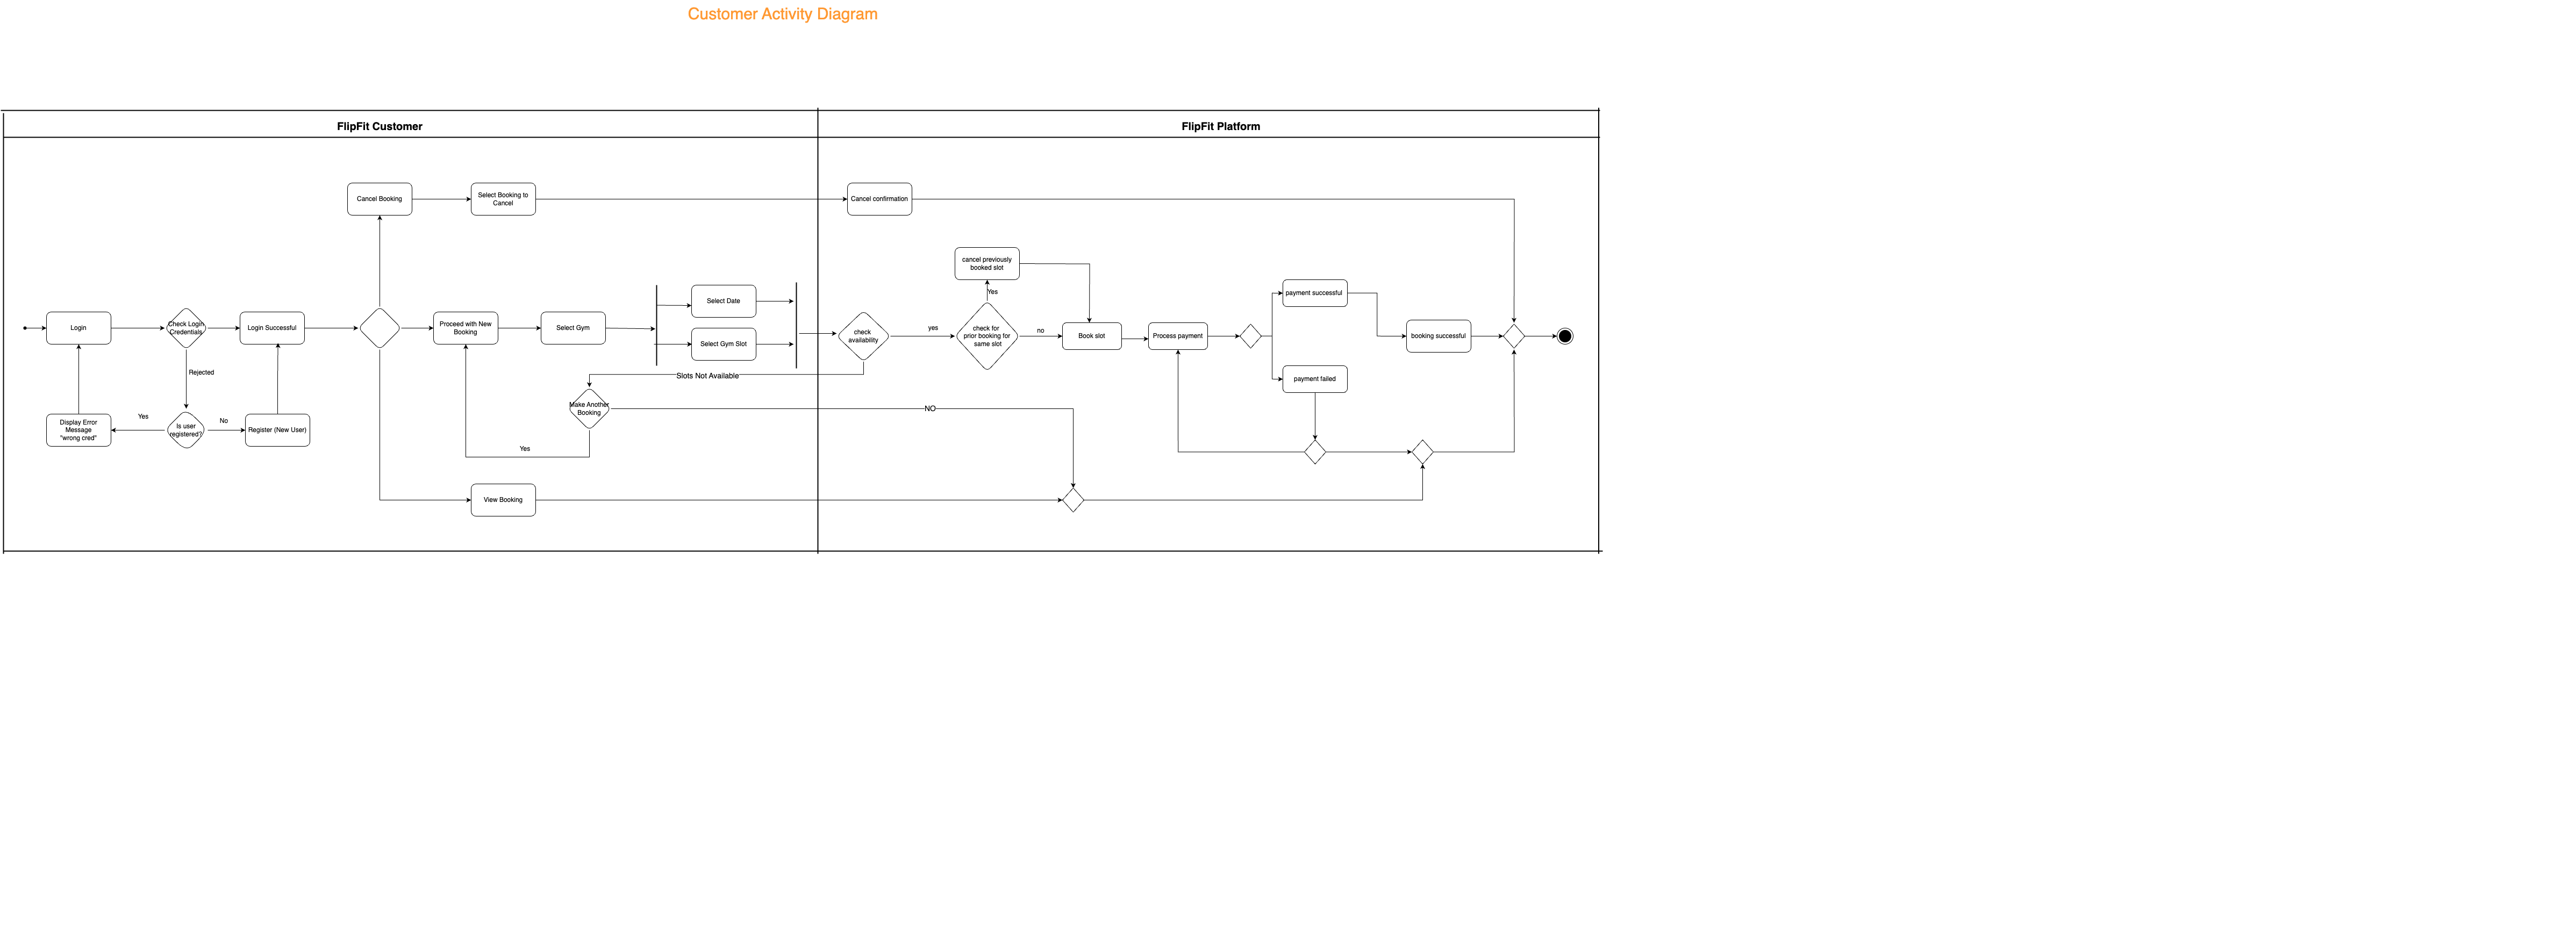 Customer Activity Diagram
FlipFit Customer
FlipFit Platform
Cancel Booking
Select Booking to
Cancel
Cancel confirmation
cancel previously
booked slot
Yes
Login
Check Login
Credentials
Login Successful
Proceed with New
Booking
Select Gym
Select Date
Select Gym Slot
check
availability
yes
check for
prior booking for
same slot
no
Book slot
Process payment
payment successful
booking successful
payment failed
Rejected
Slots Not Available
Make Another
Booking
NO
Display Error
Message
"wrong cred"
Yes
Is user
registered?
No
Register (New User)
Yes
View Booking